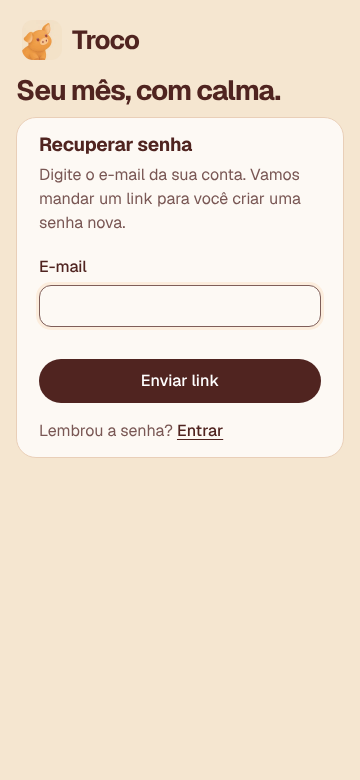 Troco
Seu mês, com calma.
Recuperar senha
Digite o e-mail da sua conta. Vamos
mandar um link para você criar uma
senha nova.
E-mail
Enviar link
Lembrou a senha? Entrar